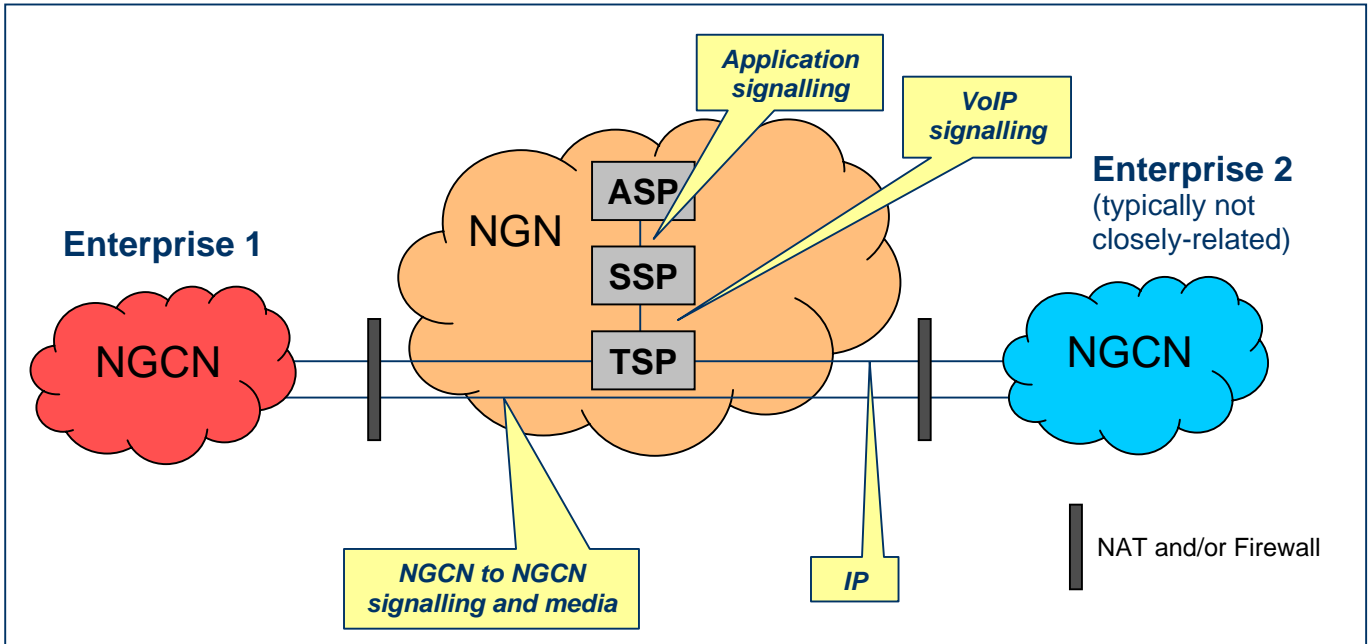 Application
signalling
VoIP
signalling
Enterprise 1
NGCN
NGN
ASP
SSP
TSP
Enterprise 2
(typically not
closely-related)
NGCN
NGCN to NGCN
signalling and media
IP
NAT and/or Firewall